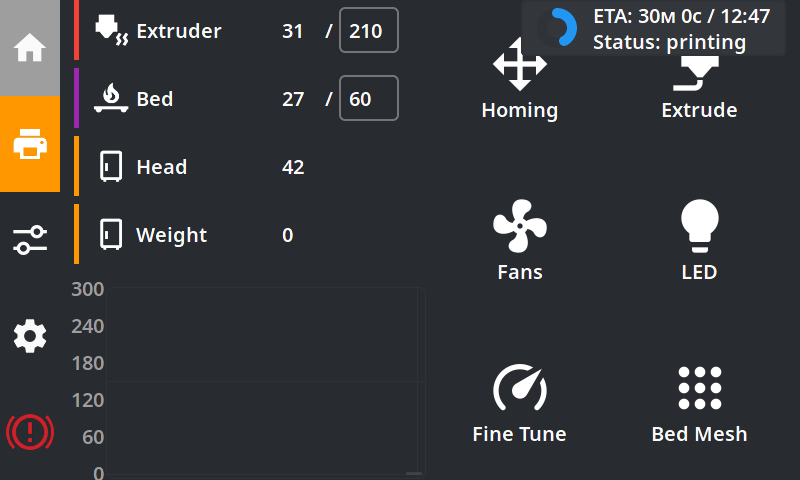 Extruder 31 / 210
Bed 27 / 60
Head 42
Weight 0
300
240
180
120
60
0
ETA: 30м 0с / 12:47
Status: printing
Homing Extrude
Fans LED
Fine Tune Bed Mesh